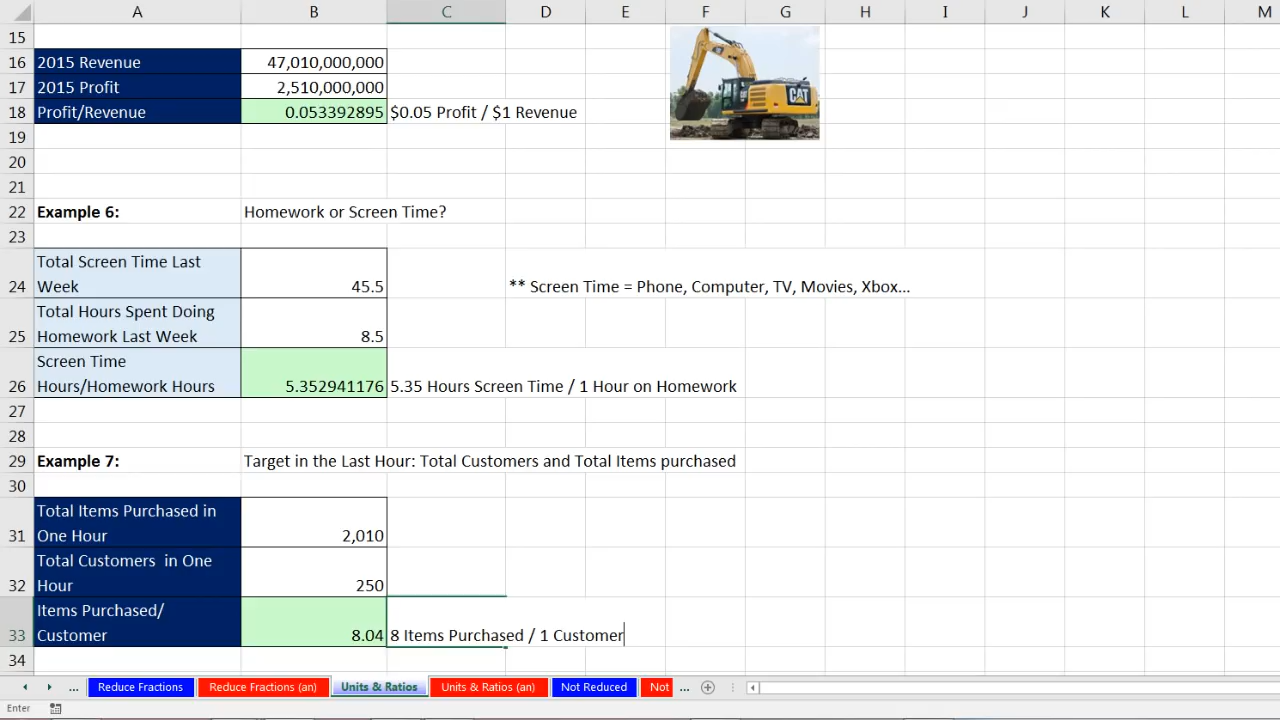 A B C D E F G H I J K L M
15
16 2015 Revenue 47,010,000,000
17 2015 Profit 2,510,000,000
18 Profit/Revenue 0.053392895 $0.05 Profit / $1 Revenue
CAT
19
20
21
22 Example 6: Homework or Screen Time?
23
Total Screen Time Last
24 Week 45.5 ** Screen Time = Phone, Computer, TV, Movies, Xbox...
Total Hours Spent Doing
25 Homework Last Week 8.5
Screen Time
26 Hours/Homework Hours 5.352941176 5.35 Hours Screen Time / 1 Hour on Homework
27
28
29 Example 7: Target in the Last Hour: Total Customers and Total Items purchased
30
Total Items Purchased in
31 One Hour 2,010
Total Customers  in One
32 Hour 250
Items Purchased/
33 Customer 8.04 8 Items Purchased / 1 Customer
34
... Reduce Fractions Reduce Fractions (an) Units & Ratios Units & Ratios (an) Not Reduced Not ...
Enter